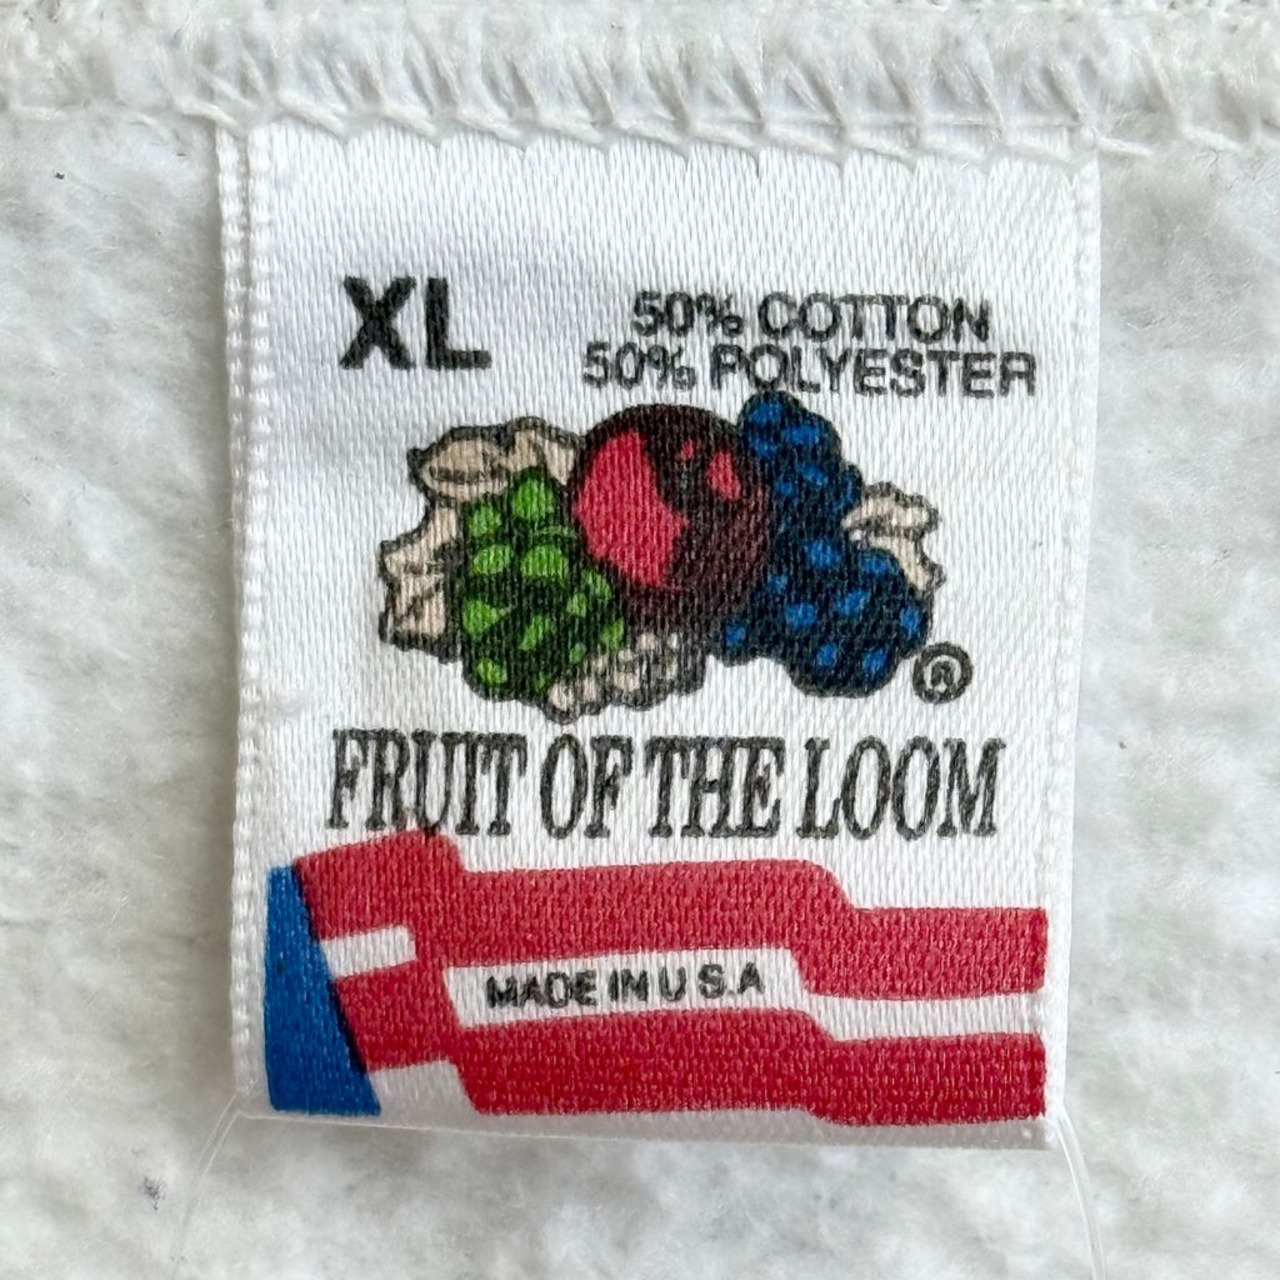 XL
50% COTTON
50% POLYESTER
®
FRUIT OF THE LOOM
MADE IN U S.A